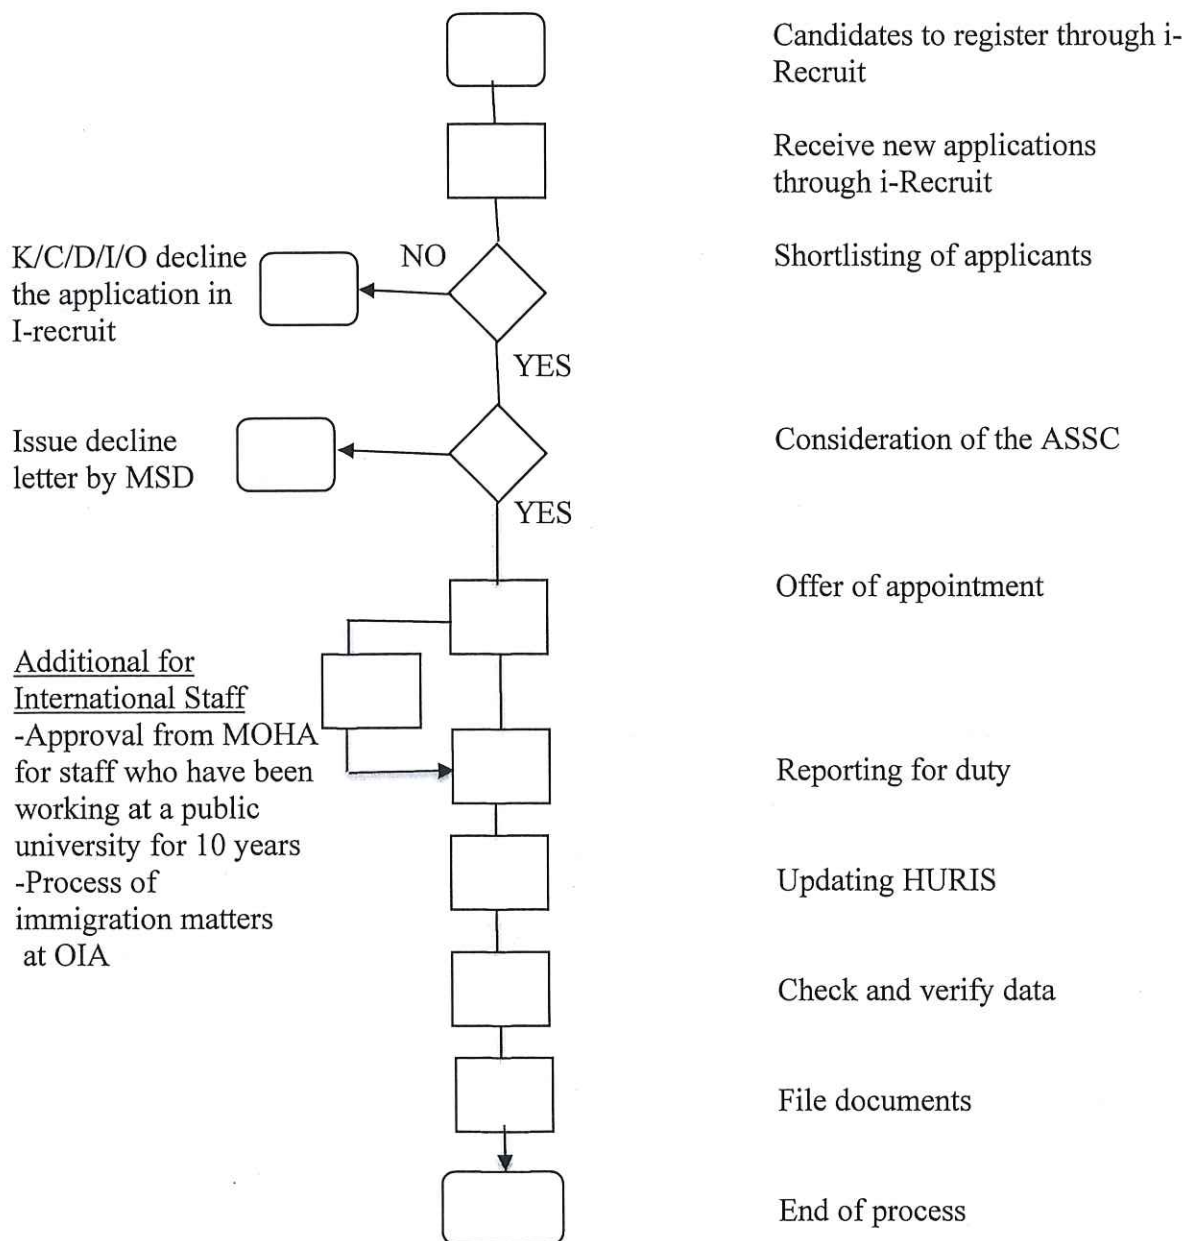 Candidates to register through i-
Recruit
Receive new applications
through i-Recruit
K/C/D/I/O decline
the application in
I-recruit
NO
Shortlisting of applicants
YES
Issue decline
letter by MSD
Consideration of the ASSC
YES
Offer of appointment
Additional for
International Staff
-Approval from MOHA
for staff who have been
working at a public
university for 10 years
-Process of
immigration matters
at OIA
Reporting for duty
Updating HURIS
Check and verify data
File documents
End of process